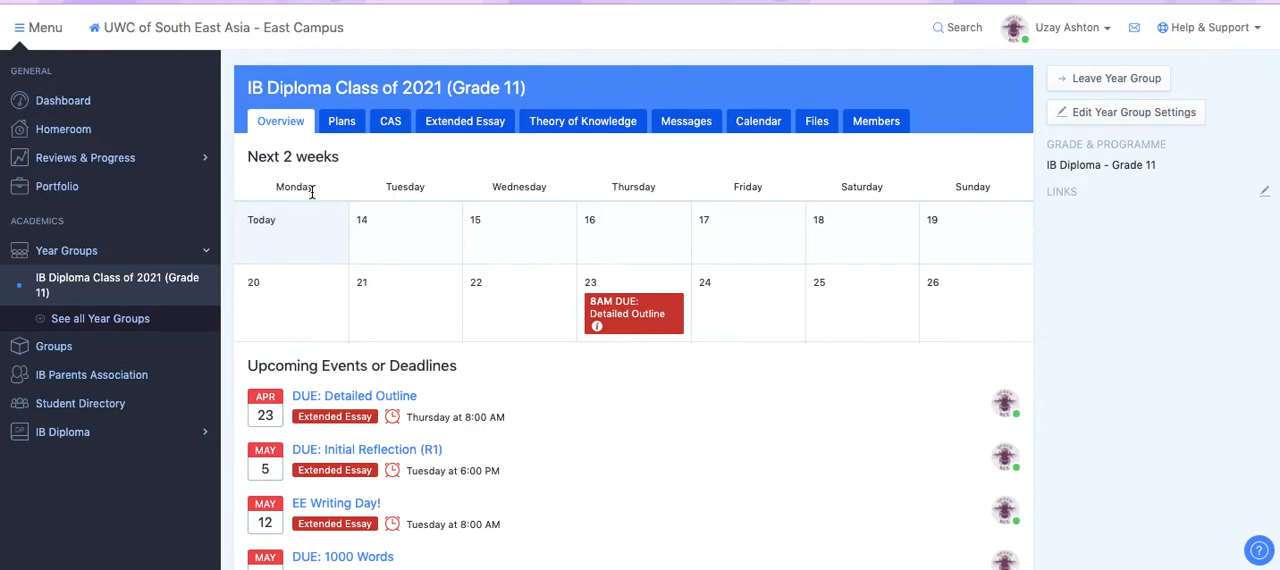 Menu
UWC of South East Asia - East Campus
Search
Uzay Ashton
Help & Support
GENERAL
Dashboard
Homeroom
Reviews & Progress
Portfolio
ACADEMICS
Year Groups
IB Diploma Class of 2021 (Grade
11)
See all Year Groups
Groups
IB Parents Association
Student Directory
DP
IB Diploma
IB Diploma Class of 2021 (Grade 11)
Overview Plans CAS Extended Essay Theory of Knowledge Messages Calendar Files Members
Next 2 weeks
Monday Tuesday Wednesday Thursday Friday Saturday Sunday
Today 14 15 16 17 18 19
20 21 22 23 24 25 26
8AM DUE:
Detailed Outline
Upcoming Events or Deadlines
APR
23
DUE: Detailed Outline
Extended Essay Thursday at 8:00 AM
MAY
5
DUE: Initial Reflection (R1)
Extended Essay Tuesday at 6:00 PM
MAY
12
EE Writing Day!
Extended Essay Tuesday at 8:00 AM
MAY
DUE: 1000 Words
Leave Year Group
Edit Year Group Settings
GRADE & PROGRAMME
IB Diploma - Grade 11
LINKS